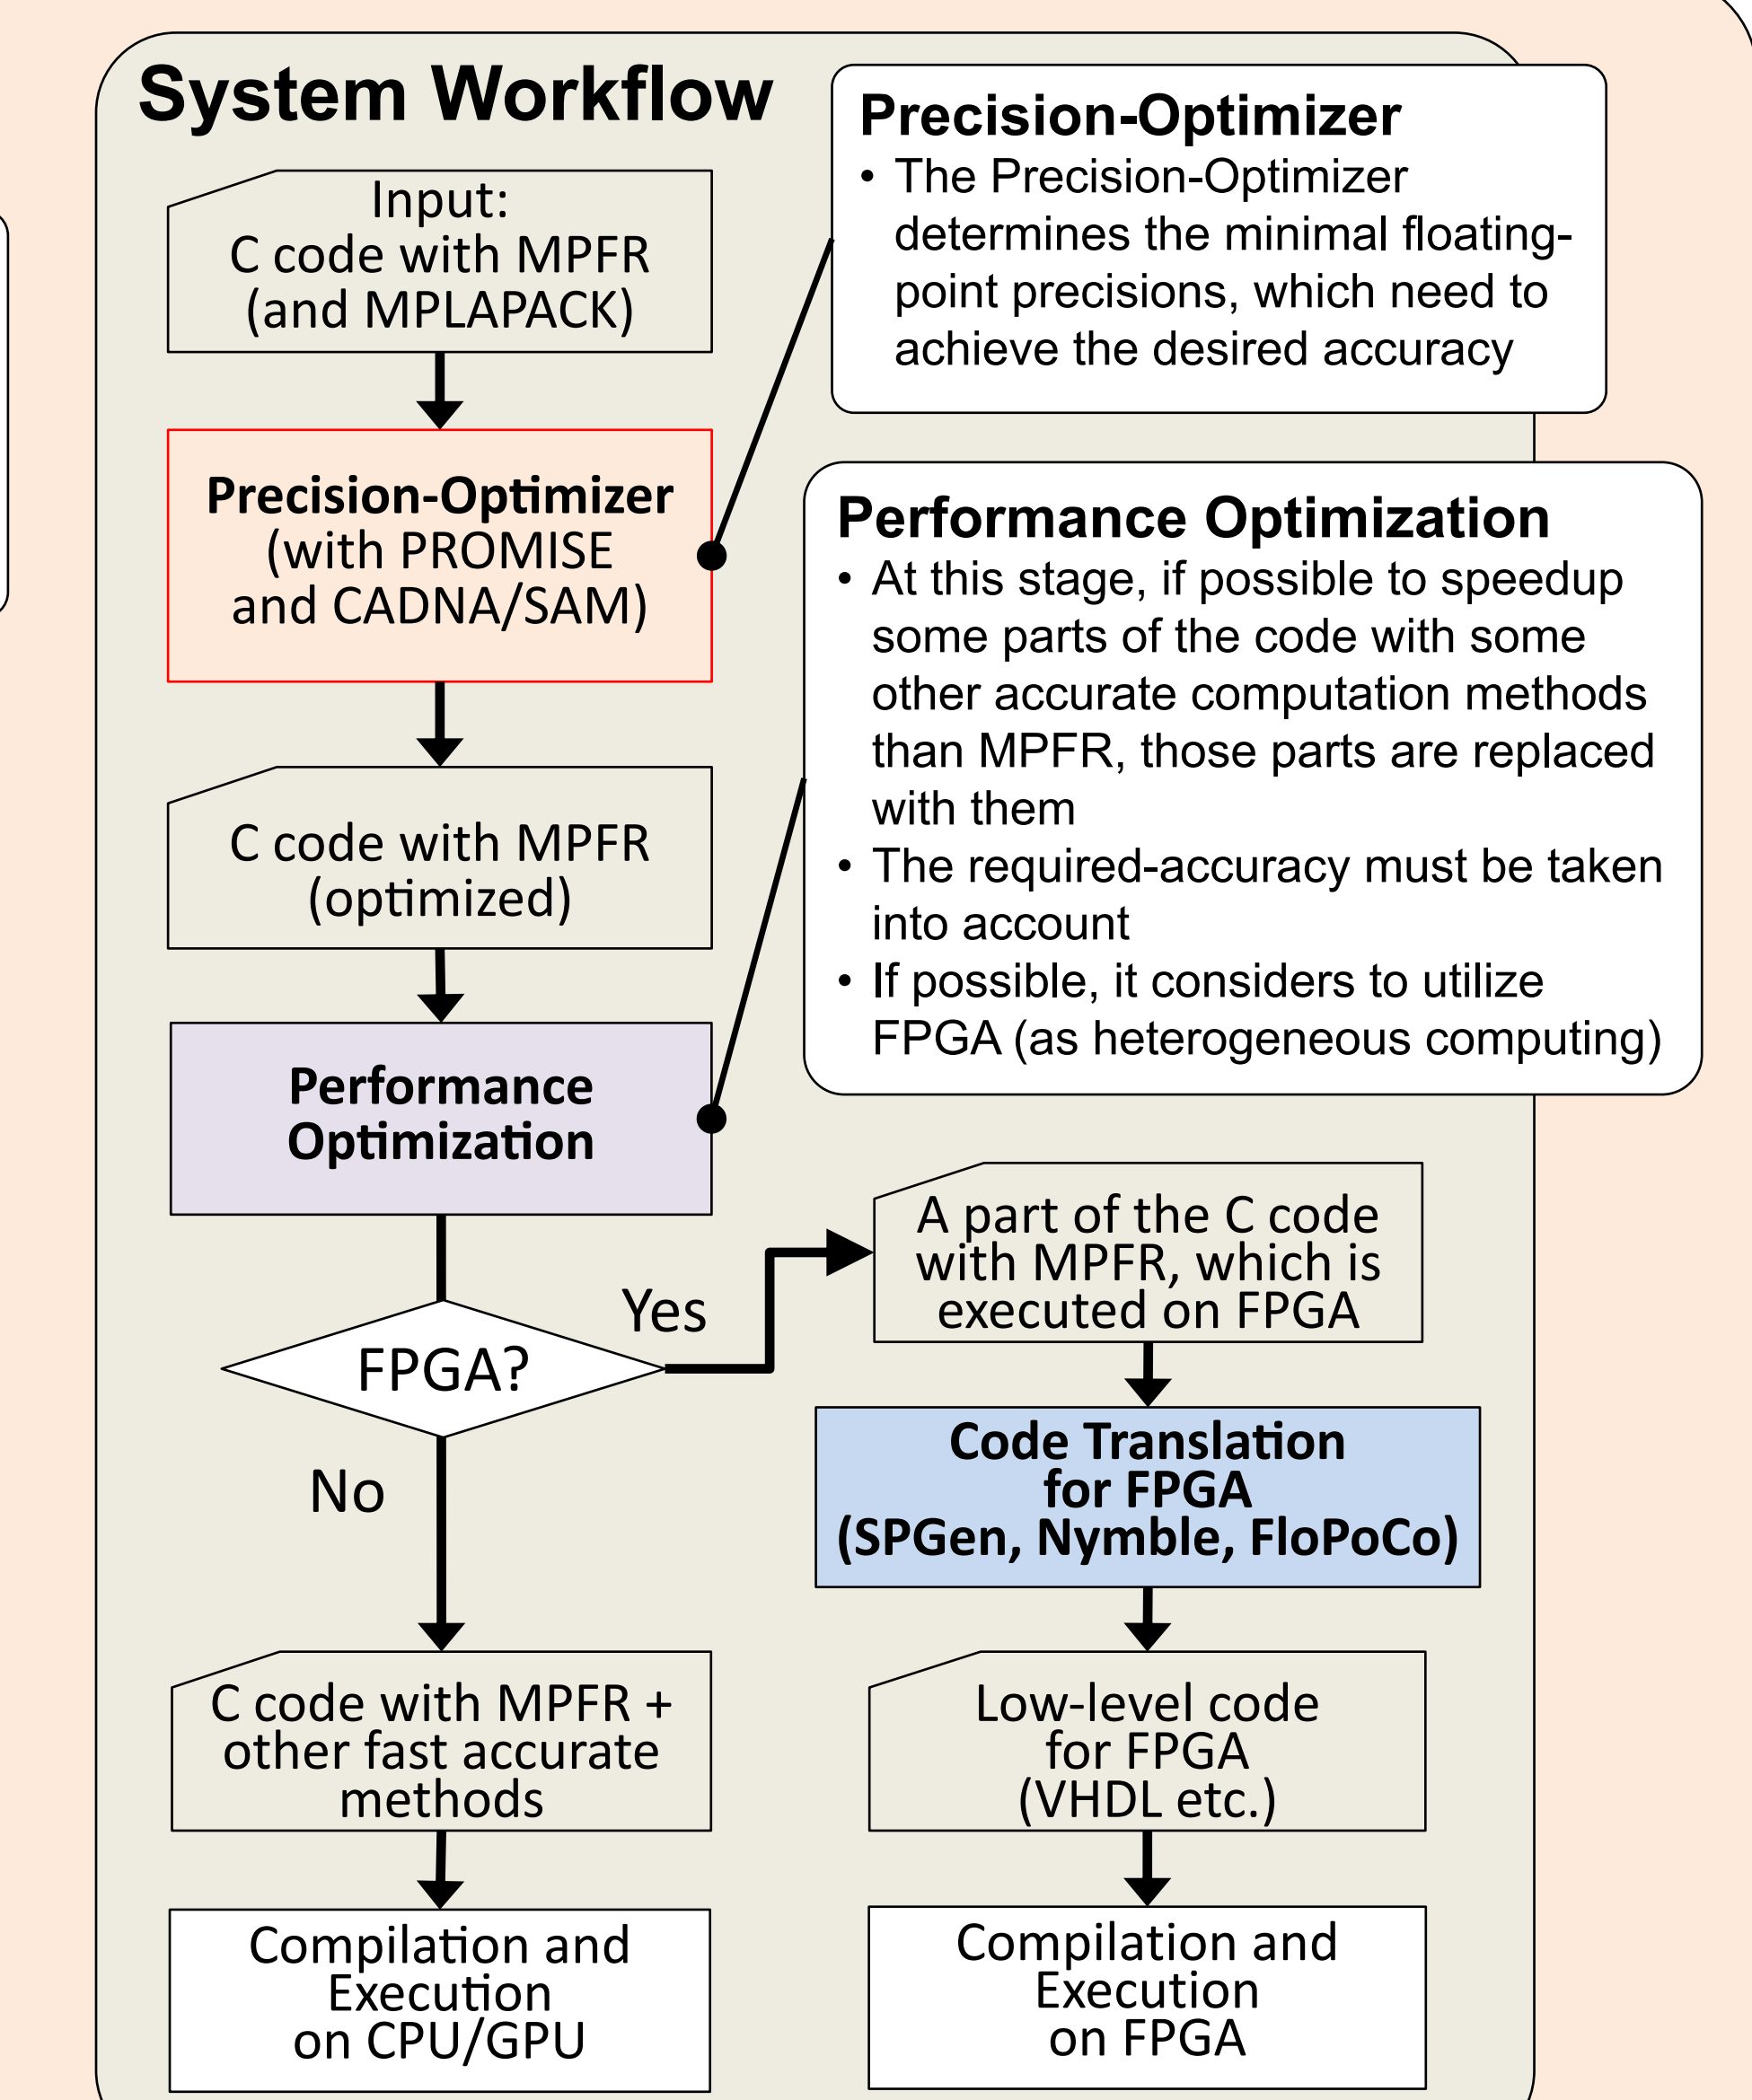 System Workflow
Input:
C code with MPFR
(and MPLAPACK)
Precision-Optimizer
• The Precision-Optimizer
determines the minimal floating-
point precisions, which need to
achieve the desired accuracy
Precision-Optimizer
(with PROMISE
and CADNA/SAM)
Performance Optimization
• At this stage, if possible to speedup
some parts of the code with some
other accurate computation methods
than MPFR, those parts are replaced
with them
• The required-accuracy must be taken
into account
• If possible, it considers to utilize
FPGA (as heterogeneous computing)
C code with MPFR
(optimized)
Performance
Optimization
FPGA?
Yes
No
A part of the C code
with MPFR, which is
executed on FPGA
Code Translation
for FPGA
(SPGen, Nymble, FloPoCo)
C code with MPFR +
other fast accurate
methods
Low-level code
for FPGA
(VHDL etc.)
Compilation and
Execution
on CPU/GPU
Compilation and
Execution
on FPGA